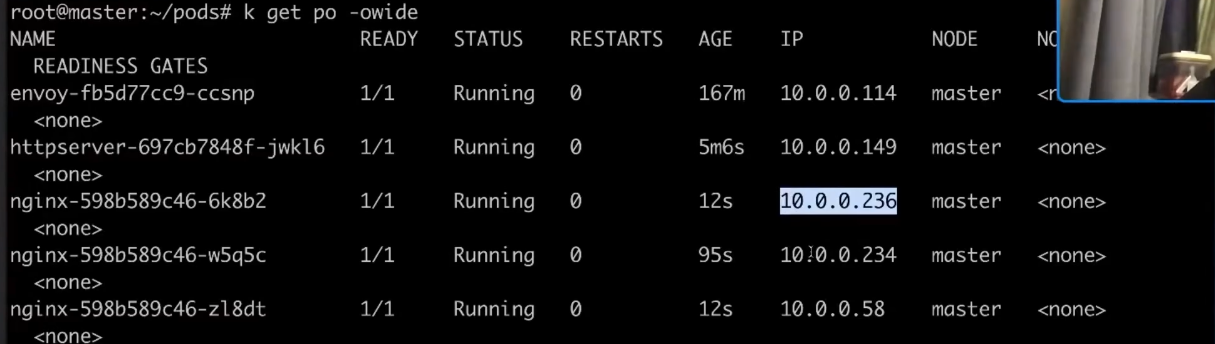 root@master:~/pods# k get po -owide
NAME READY STATUS RESTARTS AGE IP NODE
READINESS GATES
envoy-fb5d77cc9-ccsnp 1/1 Running 0 167m 10.0.0.114 master
<none>
httpserver-697cb7848f-jwkl6 1/1 Running 0 5m6s 10.0.0.149 master <none>
<none>
nginx-598b589c46-6k8b2 1/1 Running 0 12s 10.0.0.236 master <none>
<none>
nginx-598b589c46-w5q5c 1/1 Running 0 95s 10.0.0.234 master <none>
<none>
nginx-598b589c46-zl8dt 1/1 Running 0 12s 10.0.0.58 master <none>
<none>